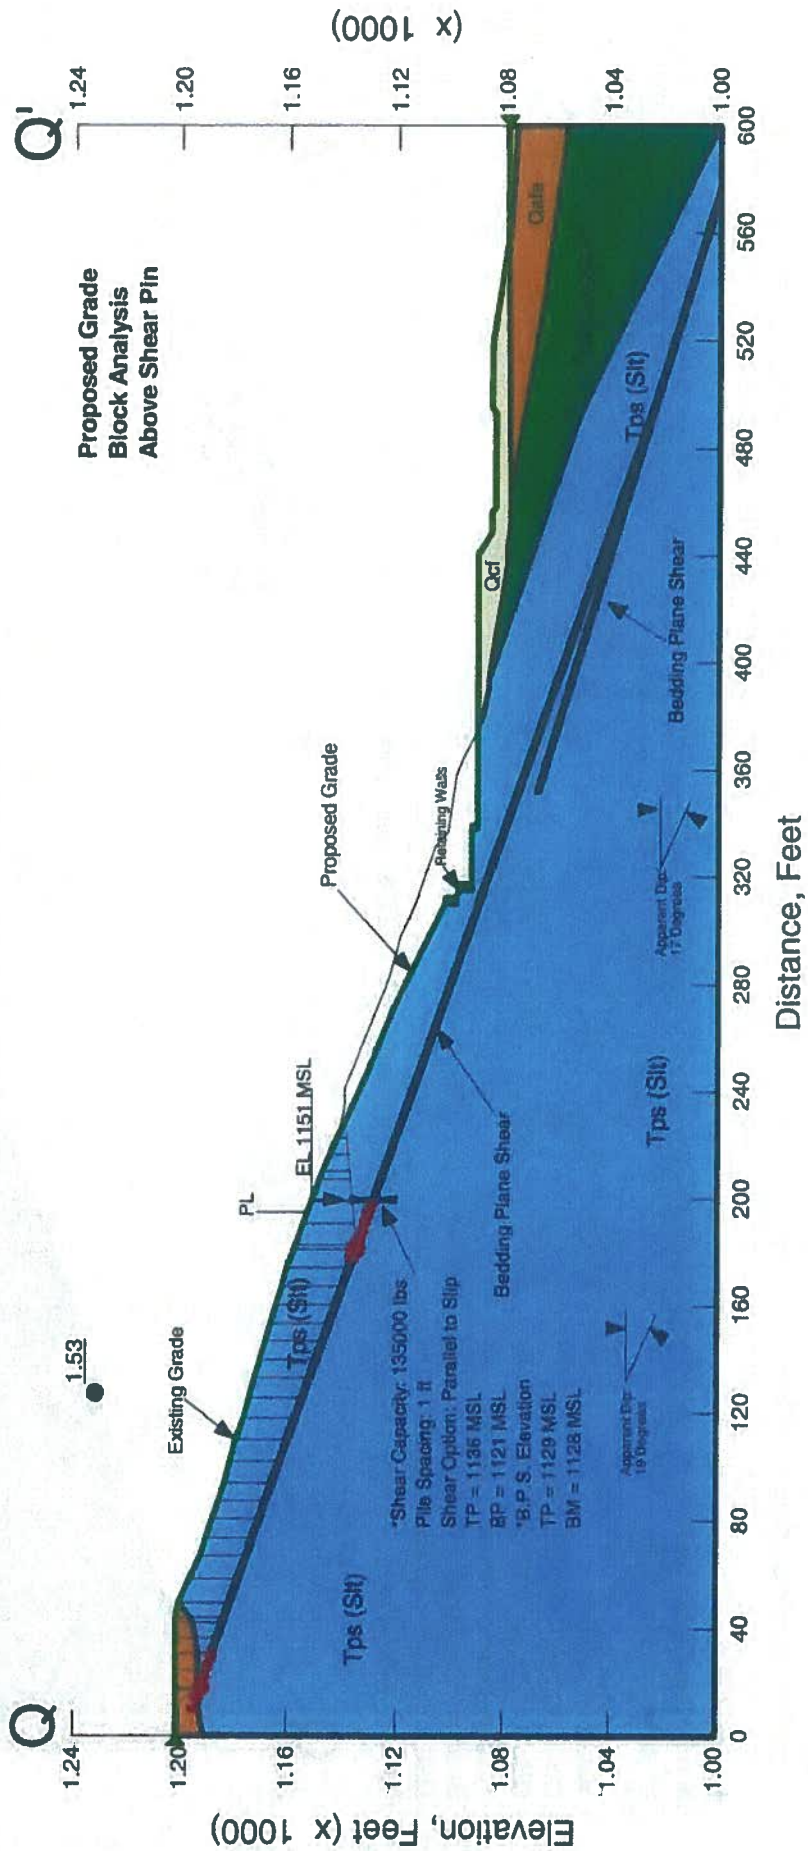 Q
Q'
Proposed Grade
Block Analysis
Above Shear Pin
1.53
Existing Grade
PL
EL 1151 MSL
Proposed Grade
Retaining Walls
Qcf
Qafe
Tps (Slt)
Tps (Slt)
Tps (Slt)
Tps (Slt)
*Shear Capacity: 135000 lbs
Pile Spacing: 1 ft
Shear Option: Parallel to Slip
TP = 1136 MSL
BP = 1121 MSL
*B.P.S. Elevation
TP = 1129 MSL
BM = 1128 MSL
Bedding Plane Shear
Bedding Plane Shear
Apparent Dip
19 Degrees
Apparent Dip
17 Degrees
Elevation, Feet (x 1000)
1.24
1.20
1.16
1.12
1.08
1.04
1.00
(x 1000)
1.24
1.20
1.16
1.12
1.08
1.04
1.00
0
40
80
120
160
200
240
280
320
360
400
440
480
520
560
600
Distance, Feet